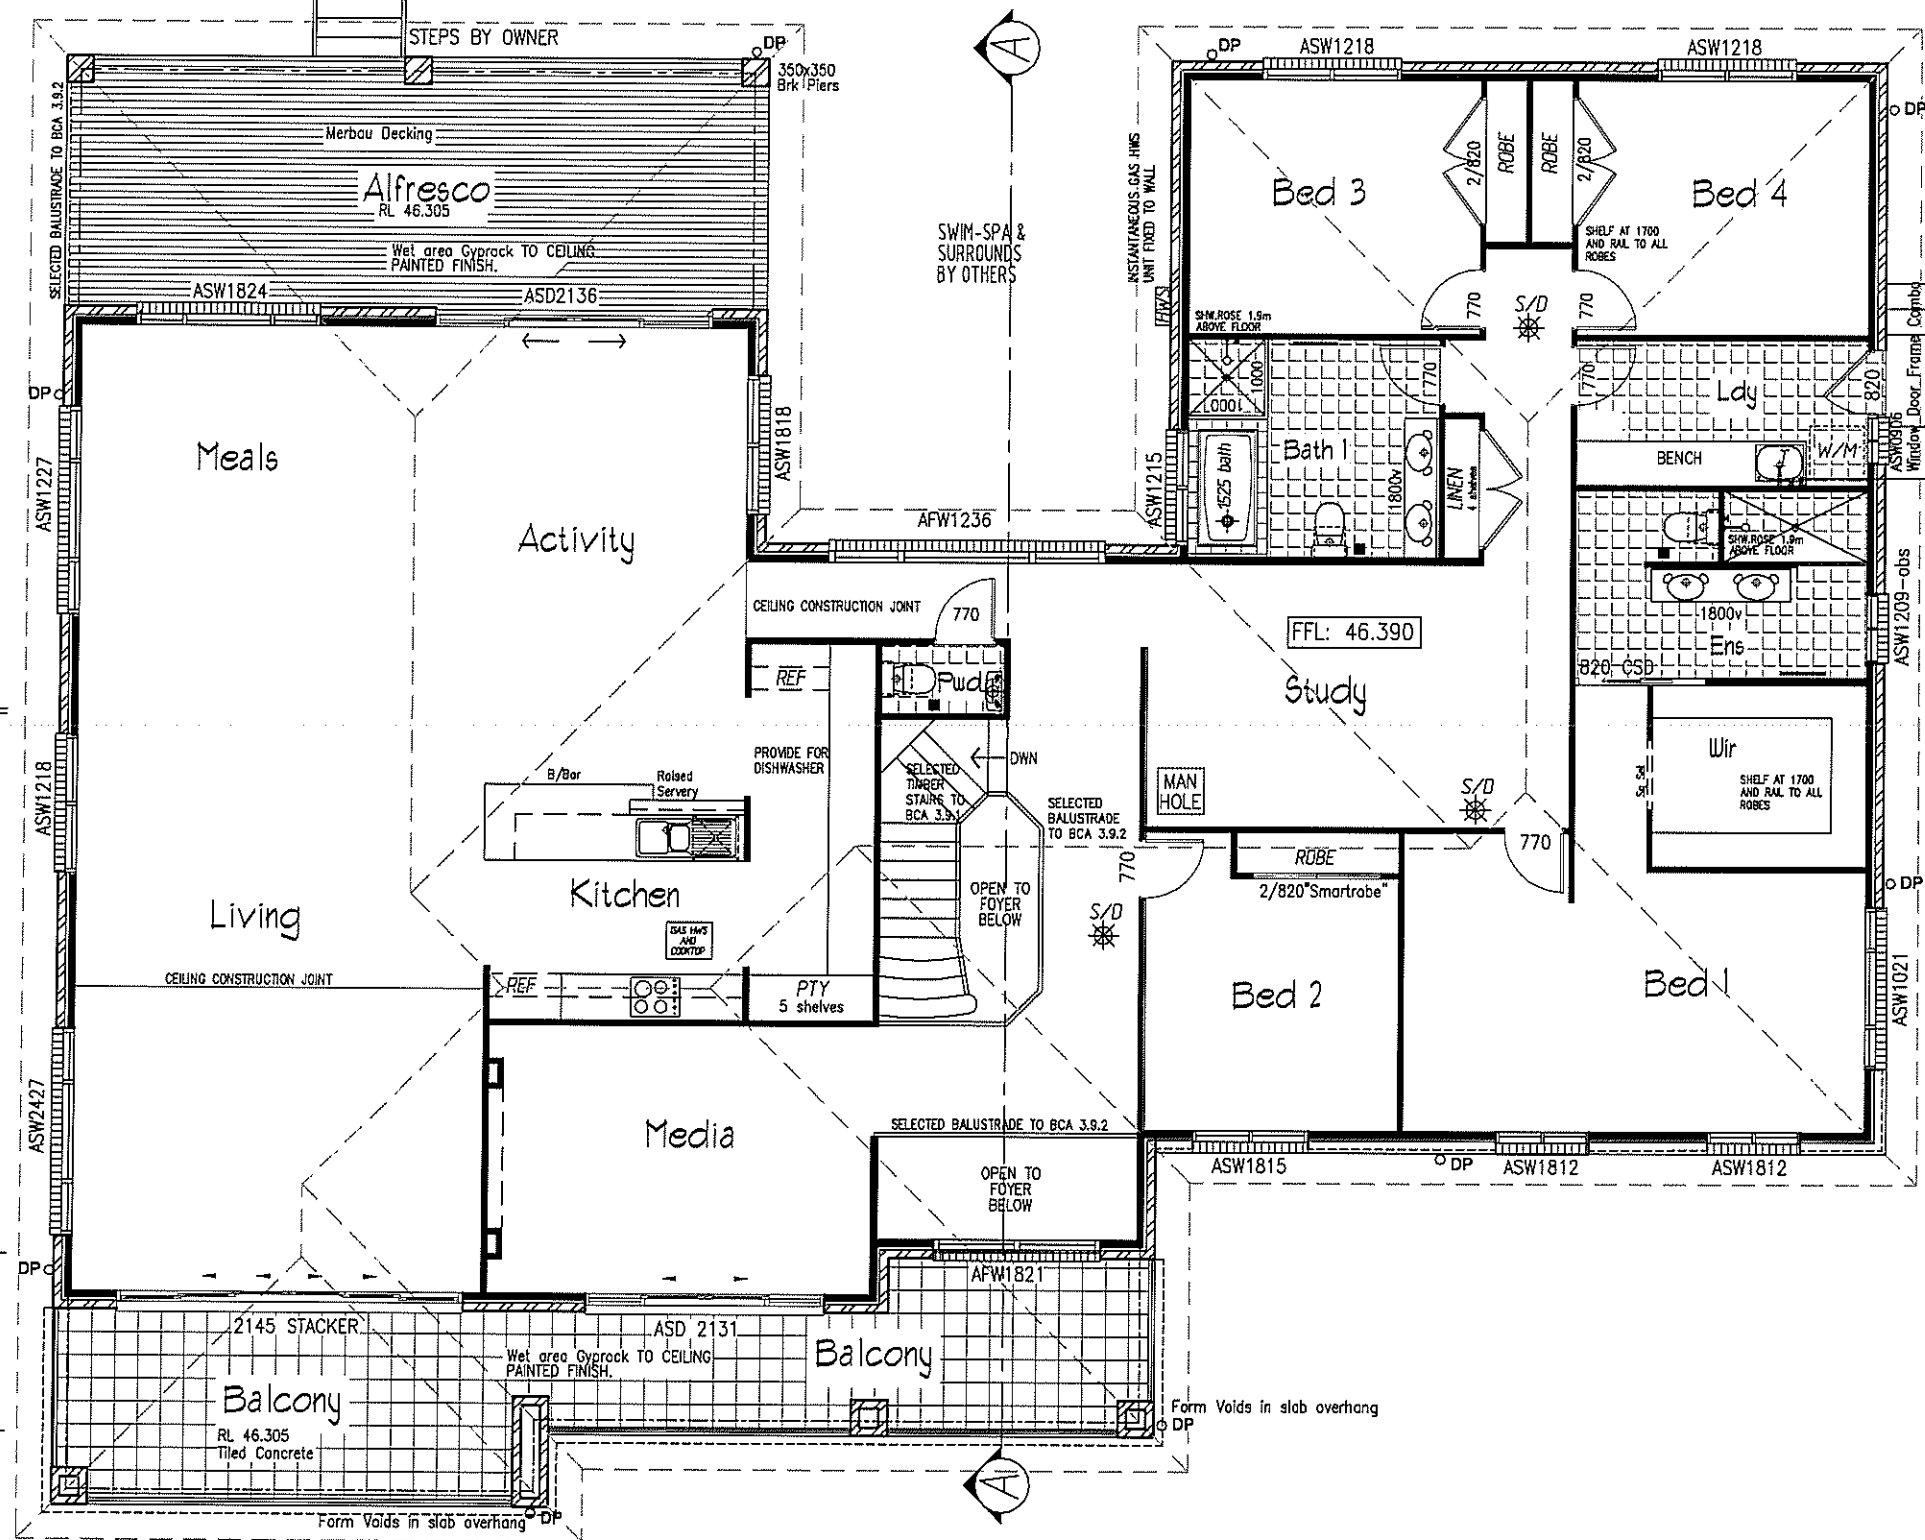 STEPS BY OWNER
DP
350x350
Brk Piers
A
DP
ASW1218
ASW1218
DP
SELECTED BALUSTRADE TO BCA 3.9.2
Merbau Decking
Alfresco
RL 46.305
Wet area Gyprock TO CEILING
PAINTED FINISH.
ASW1824
ASD2136
SWIM-SPA &
SURROUNDS
BY OTHERS
INSTANTANEOUS GAS HWS
UNIT FIXED TO WALL
HWS
Bed 3
2/820
ROBE
ROBE
2/820
Bed 4
SHELF AT 1700
AND RAIL TO ALL
ROBES
770
S/D
770
SHW.ROSE 1.9m
ABOVE FLOOR
1000
1000
770
770
Ldy
820
Window Door Frame Combo
ASW0906
DP
Meals
ASW1227
ASW1818
Activity
AFW1236
ASW1215
1525 bath
Bath 1
1800v
LINEN
4 shelves
BENCH
W/M
SHW.ROSE 1.9m
ABOVE FLOOR
1800v
Ens
ASW1209-obs
820 CSD
CEILING CONSTRUCTION JOINT
770
FFL: 46.390
REF
Pwd
Study
PROVIDE FOR
DISHWASHER
SELECTED
TIMBER
STAIRS TO
BCA 3.9.1
DWN
MAN
HOLE
S/D
Wir
Sq Set
SHELF AT 1700
AND RAIL TO ALL
ROBES
ASW1218
B/Bar
Raised
Servery
SELECTED
BALUSTRADE
TO BCA 3.9.2
770
ROBE
2/820"Smartrobe"
770
DP
Living
Kitchen
GAS HWS
AND
COOKTOP
OPEN TO
FOYER
BELOW
S/D
Bed 2
Bed 1
ASW1021
CEILING CONSTRUCTION JOINT
REF
PTY
5 shelves
ASW2427
Media
SELECTED BALUSTRADE TO BCA 3.9.2
OPEN TO
FOYER
BELOW
ASW1815
DP
ASW1812
ASW1812
DP
AFW1821
2145 STACKER
ASD 2131
Wet area Gyprock TO CEILING
PAINTED FINISH.
Balcony
Balcony
RL 46.305
Tiled Concrete
Form Voids in slab overhang
DP
A
Form Voids in slab overhang
DP